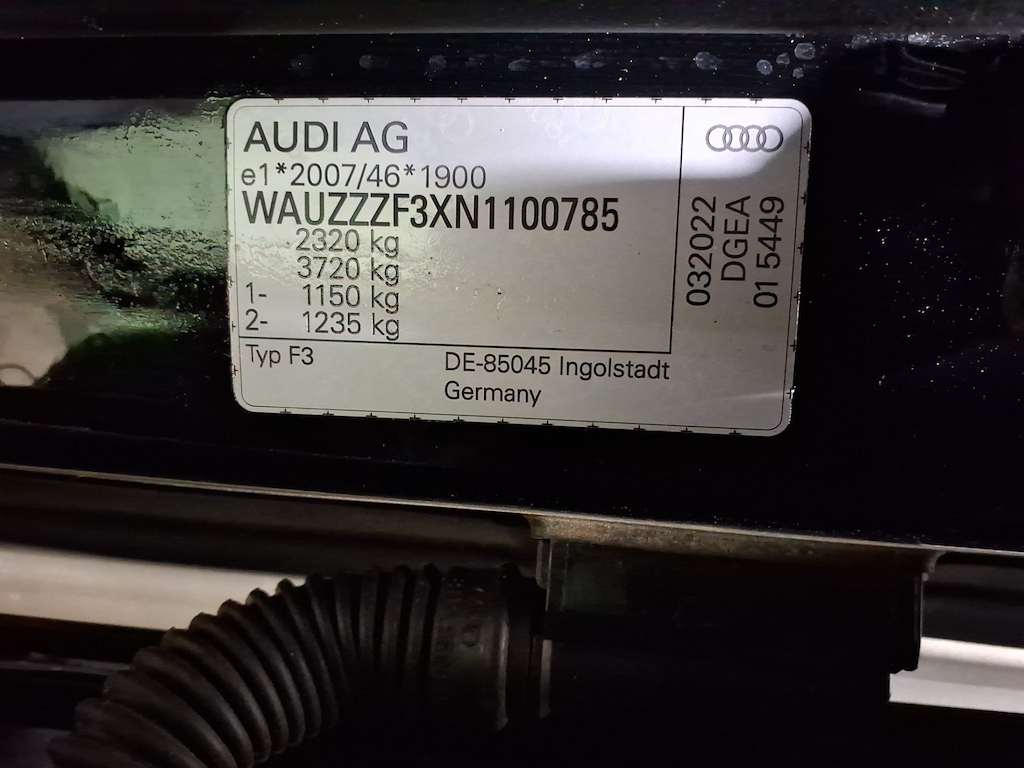 AUDI AG
e1*2007/46*1900
WAUZZZF3XN1100785
2320 kg
3720 kg
1- 1150 kg
2- 1235 kg
Typ F3
DE-85045 Ingolstadt
Germany
032022
DGEA
01 5449